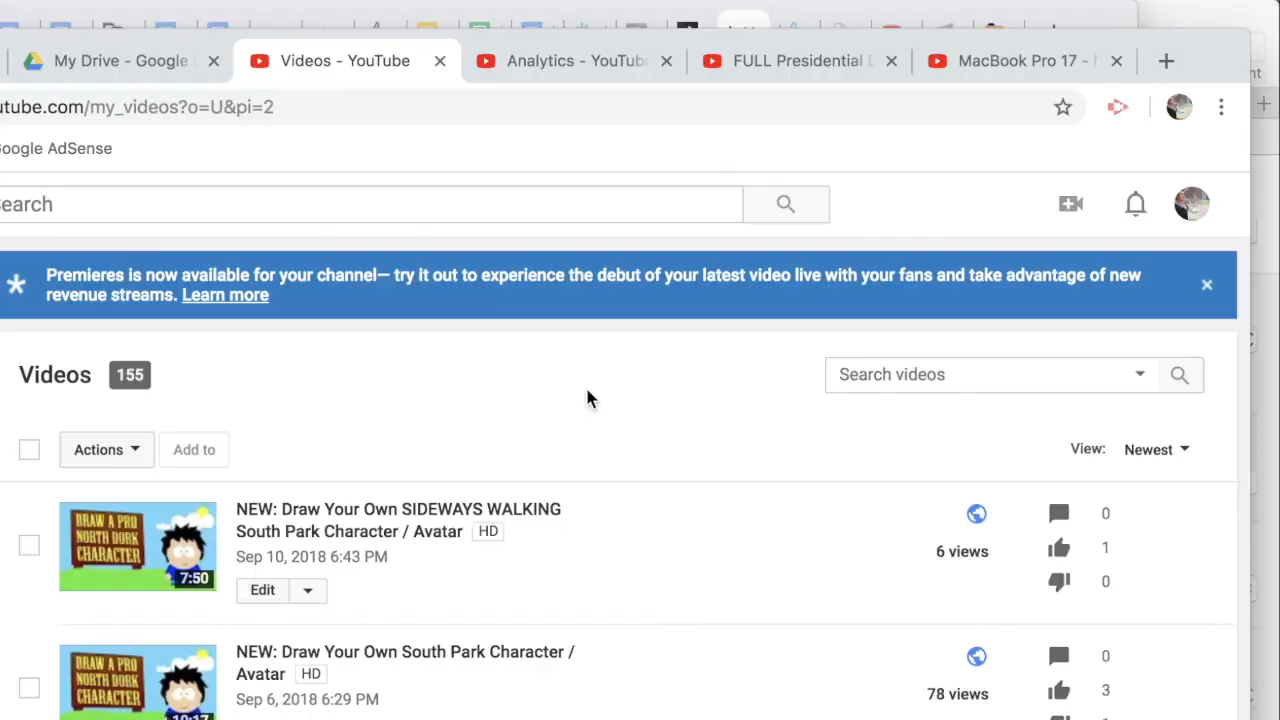 My Drive - Google
Videos - YouTube
Analytics - YouTub
FULL Presidential
MacBook Pro 17 -
nt
utube.com/my_videos?o=U&pi=2
Google AdSense
Search
Premieres is now available for your channel— try it out to experience the debut of your latest video live with your fans and take advantage of new
revenue streams. Learn more
Videos 155
Search videos
Actions
Add to
View: Newest
DRAW A PRO
NORTH DORK
CHARACTER
7:50
NEW: Draw Your Own SIDEWAYS WALKING
South Park Character / Avatar HD
Sep 10, 2018 6:43 PM
Edit
6 views
0
1
0
DRAW A PRO
NORTH DORK
CHARACTER
10:17
NEW: Draw Your Own South Park Character /
Avatar HD
Sep 6, 2018 6:29 PM
78 views
0
3